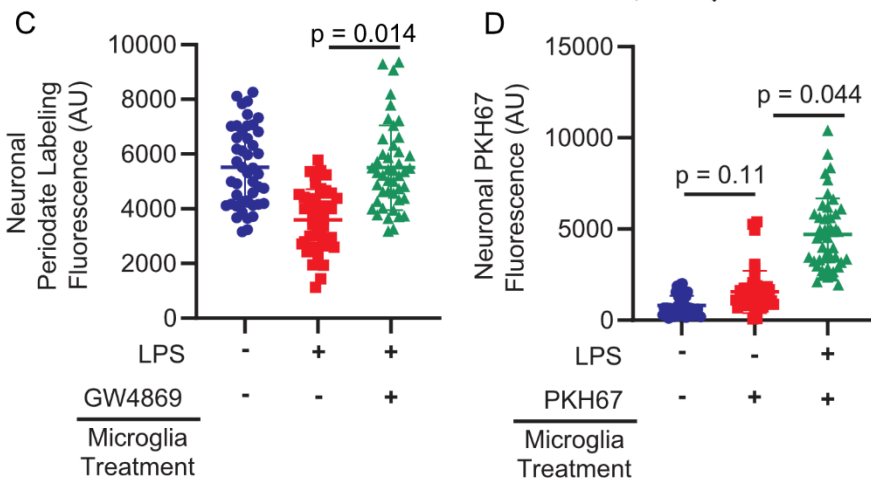 C
p = 0.014
10000
8000
6000
4000
2000
0
Neuronal
Periodate Labeling
Fluorescence (AU)
LPS - + +
GW4869 - - +
Microglia
Treatment
D
15000
10000
5000
0
p = 0.044
p = 0.11
Neuronal PKH67
Fluorescence (AU)
LPS - - +
PKH67 - + +
Microglia
Treatment